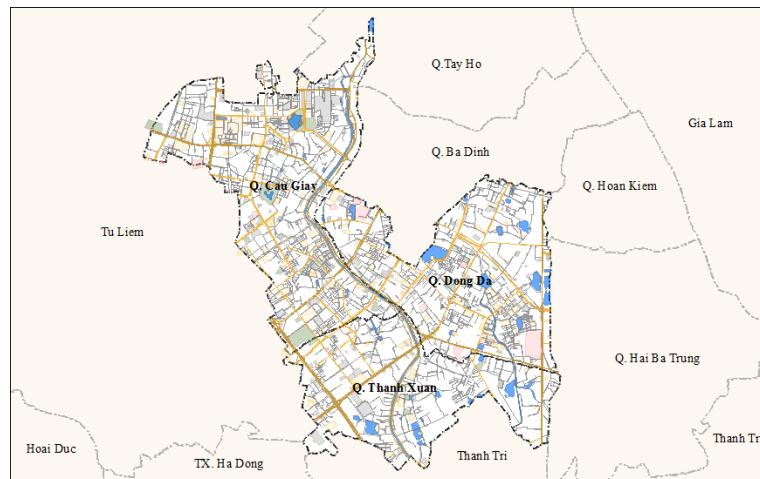 Q.Tay Ho
Gia Lam
Q. Ba Dinh
Q. Hoan Kiem
Q. Cau Giay
Tu Liem
Q. Dong Da
Q. Hai Ba Trung
Q. Thanh Xuan
Thanh Tr
Hoai Duc
Thanh Tri
TX. Ha Dong